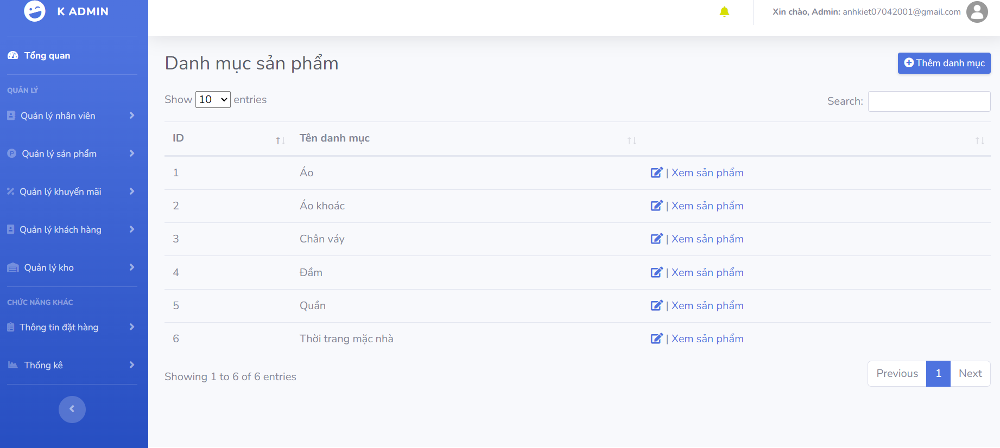 K ADMIN
Xin chào, Admin: anhkiet07042001@gmail.com
Tổng quan
QUẢN LÝ
Quản lý nhân viên
Quản lý sản phẩm
Quản lý khuyến mãi
Quản lý khách hàng
Quản lý kho
CHỨC NĂNG KHÁC
Thông tin đặt hàng
Thống kê
Danh mục sản phẩm
Thêm danh mục
Show 10 entries
Search:
ID Tên danh mục
1 Áo | Xem sản phẩm
2 Áo khoác | Xem sản phẩm
3 Chân váy | Xem sản phẩm
4 Đầm | Xem sản phẩm
5 Quần | Xem sản phẩm
6 Thời trang mặc nhà | Xem sản phẩm
Showing 1 to 6 of 6 entries
Previous 1 Next